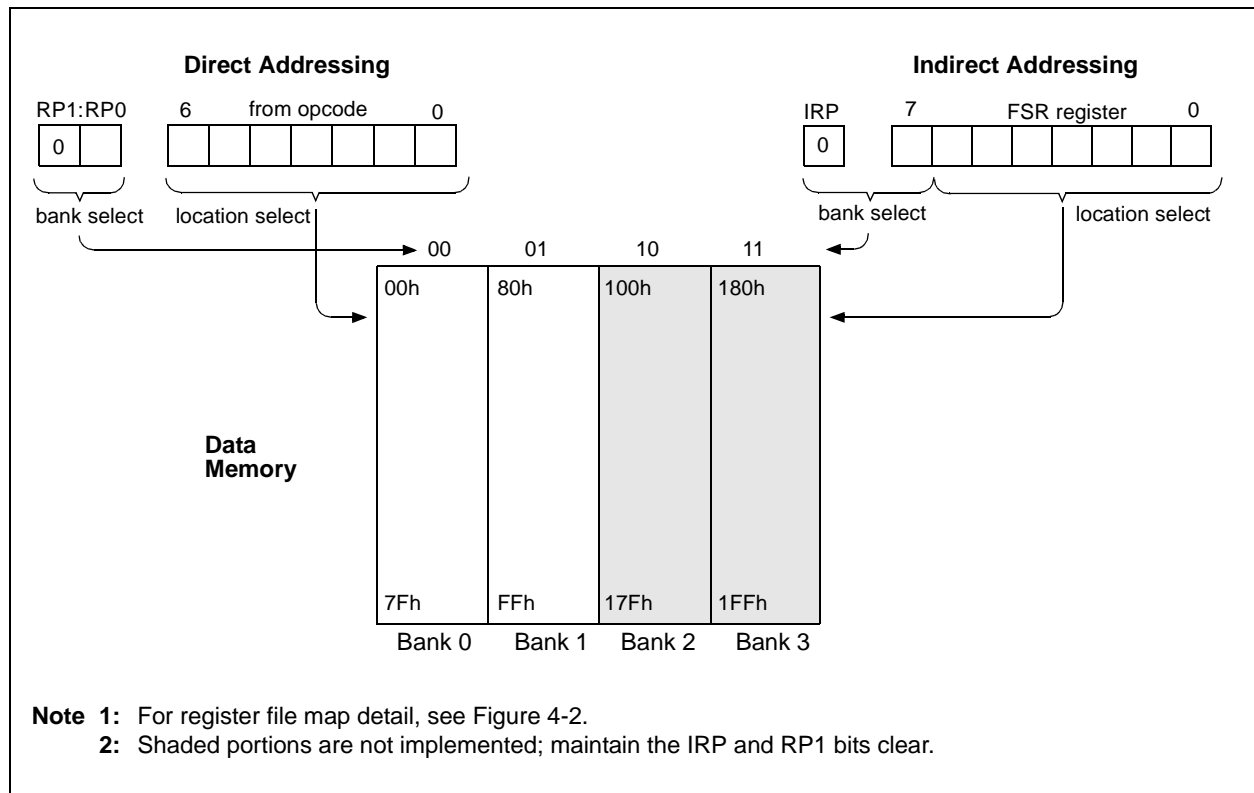 Direct Addressing
Indirect Addressing
RP1:RP0 6 from opcode 0
IRP 7 FSR register 0
0
0
bank select location select
bank select location select
00 01 10 11
00h 80h 100h 180h
Data
Memory
7Fh FFh 17Fh 1FFh
Bank 0 Bank 1 Bank 2 Bank 3
Note 1: For register file map detail, see Figure 4-2.
2: Shaded portions are not implemented; maintain the IRP and RP1 bits clear.